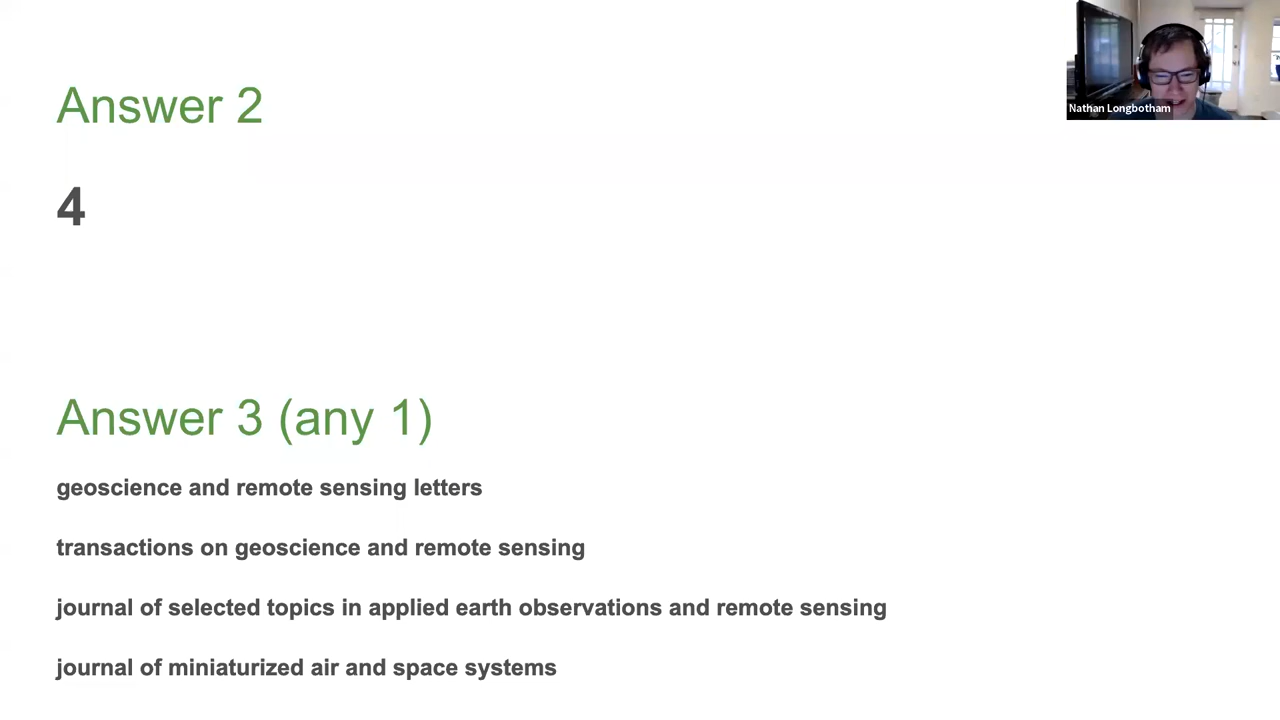 Answer 2
Nathan Longbotham
4
Answer 3 (any 1)
geoscience and remote sensing letters
transactions on geoscience and remote sensing
journal of selected topics in applied earth observations and remote sensing
journal of miniaturized air and space systems